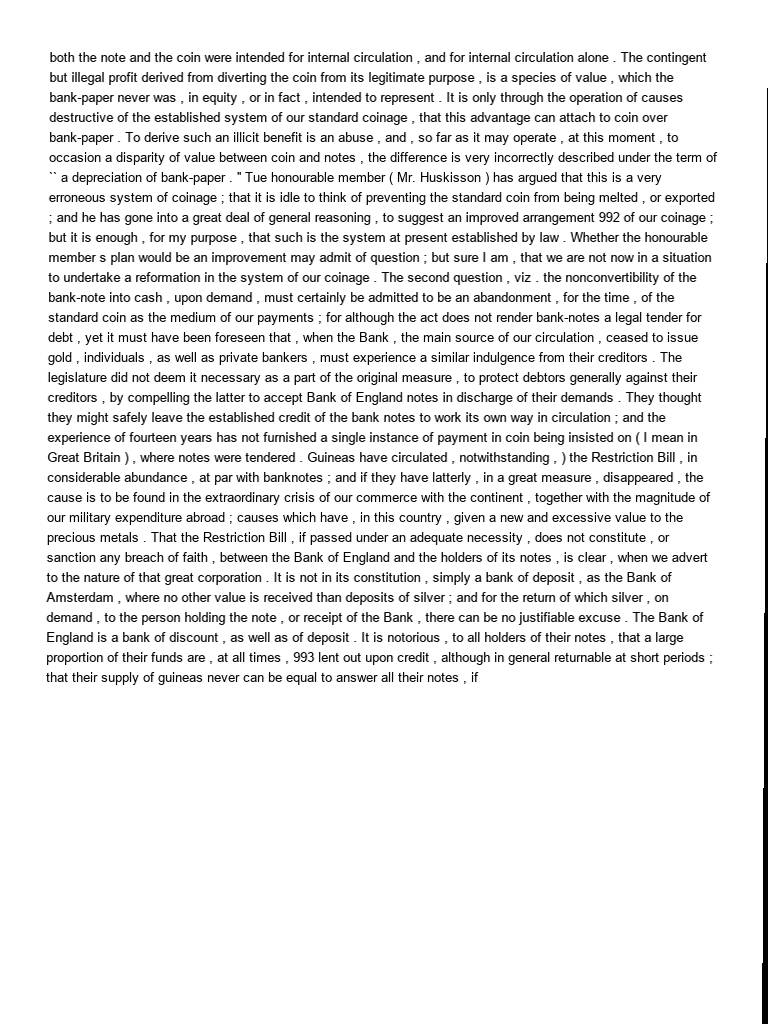 both the note and the coin were intended for internal circulation , and for internal circulation alone . The contingent
but illegal profit derived from diverting the coin from its legitimate purpose , is a species of value , which the
bank-paper never was , in equity , or in fact , intended to represent . It is only through the operation of causes
destructive of the established system of our standard coinage , that this advantage can attach to coin over
bank-paper . To derive such an illicit benefit is an abuse , and , so far as it may operate , at this moment , to
occasion a disparity of value between coin and notes , the difference is very incorrectly described under the term of
`` a depreciation of bank-paper . " Tue honourable member ( Mr. Huskisson ) has argued that this is a very
erroneous system of coinage ; that it is idle to think of preventing the standard coin from being melted , or exported
; and he has gone into a great deal of general reasoning , to suggest an improved arrangement 992 of our coinage ;
but it is enough , for my purpose , that such is the system at present established by law . Whether the honourable
member s plan would be an improvement may admit of question ; but sure I am , that we are not now in a situation
to undertake a reformation in the system of our coinage . The second question , viz . the nonconvertibility of the
bank-note into cash , upon demand , must certainly be admitted to be an abandonment , for the time , of the
standard coin as the medium of our payments ; for although the act does not render bank-notes a legal tender for
debt , yet it must have been foreseen that , when the Bank , the main source of our circulation , ceased to issue
gold , individuals , as well as private bankers , must experience a similar indulgence from their creditors . The
legislature did not deem it necessary as a part of the original measure , to protect debtors generally against their
creditors , by compelling the latter to accept Bank of England notes in discharge of their demands . They thought
they might safely leave the established credit of the bank notes to work its own way in circulation ; and the
experience of fourteen years has not furnished a single instance of payment in coin being insisted on ( I mean in
Great Britain ) , where notes were tendered . Guineas have circulated , notwithstanding , ) the Restriction Bill , in
considerable abundance , at par with banknotes ; and if they have latterly , in a great measure , disappeared , the
cause is to be found in the extraordinary crisis of our commerce with the continent , together with the magnitude of
our military expenditure abroad ; causes which have , in this country , given a new and excessive value to the
precious metals . That the Restriction Bill , if passed under an adequate necessity , does not constitute , or
sanction any breach of faith , between the Bank of England and the holders of its notes , is clear , when we advert
to the nature of that great corporation . It is not in its constitution , simply a bank of deposit , as the Bank of
Amsterdam , where no other value is received than deposits of silver ; and for the return of which silver , on
demand , to the person holding the note , or receipt of the Bank , there can be no justifiable excuse . The Bank of
England is a bank of discount , as well as of deposit . It is notorious , to all holders of their notes , that a large
proportion of their funds are , at all times , 993 lent out upon credit , although in general returnable at short periods ;
that their supply of guineas never can be equal to answer all their notes , if